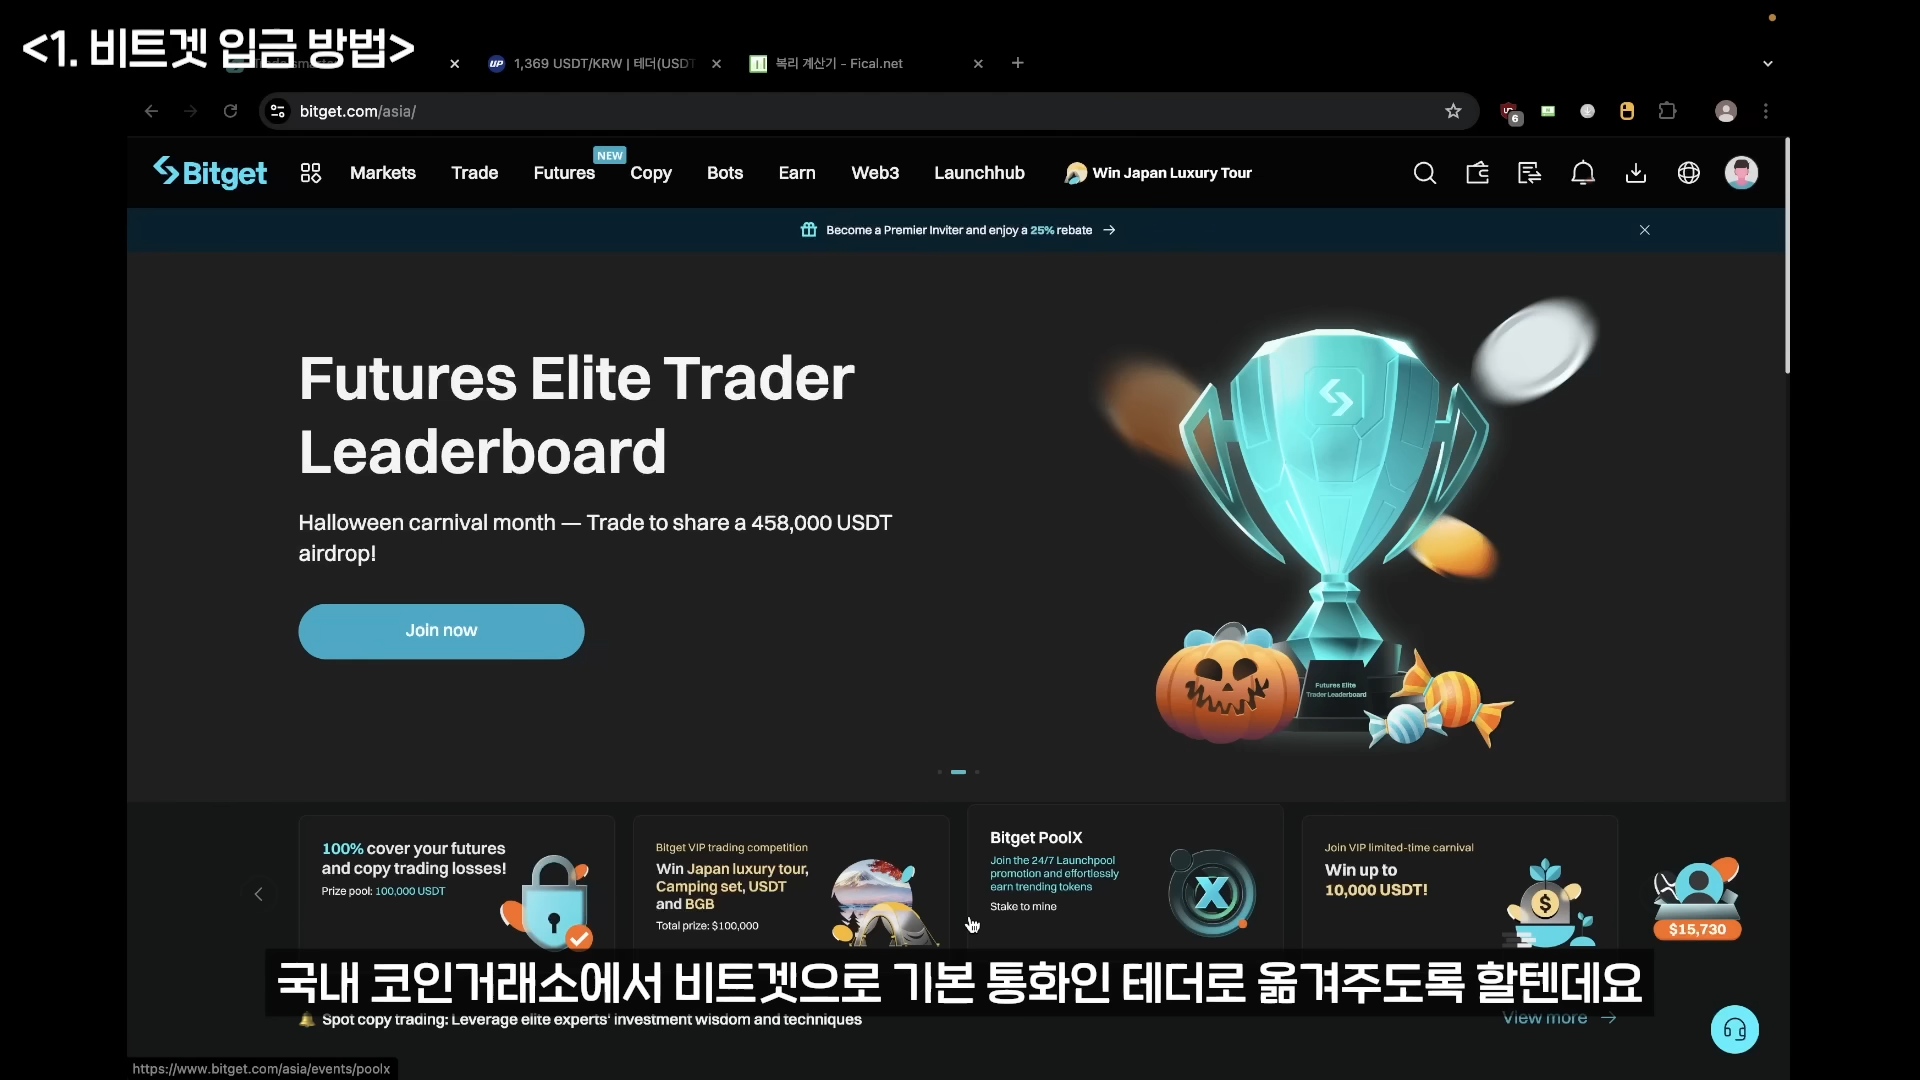 <1. 비트겟 입금 방법>
1,369 USDT/KRW | 테더(USDT
복리 계산기 - Fical.net
bitget.com/asia/
6
Bitget
Markets
Trade
Futures
NEW
Copy
Bots
Earn
Web3
Launchhub
Win Japan Luxury Tour
Become a Premier Inviter and enjoy a 25% rebate →
Futures Elite Trader
Leaderboard
Halloween carnival month — Trade to share a 458,000 USDT
airdrop!
Join now
Futures Elite
Trader Leaderboard
100% cover your futures
and copy trading losses!
Prize pool: 100,000 USDT
Bitget VIP trading competition
Win Japan luxury tour,
Camping set, USDT
and BGB
Total prize: $100,000
Bitget PoolX
Join the 24/7 Launchpool
promotion and effortlessly
earn trending tokens
Stake to mine
Join VIP limited-time carnival
Win up to
10,000 USDT!
$15,730
국내 코인거래소에서 비트겟으로 기본 통화인 테더로 옮겨주도록 할텐데요
Spot copy trading: Leverage elite experts' investment wisdom and techniques
View more →
https://www.bitget.com/asia/events/poolx